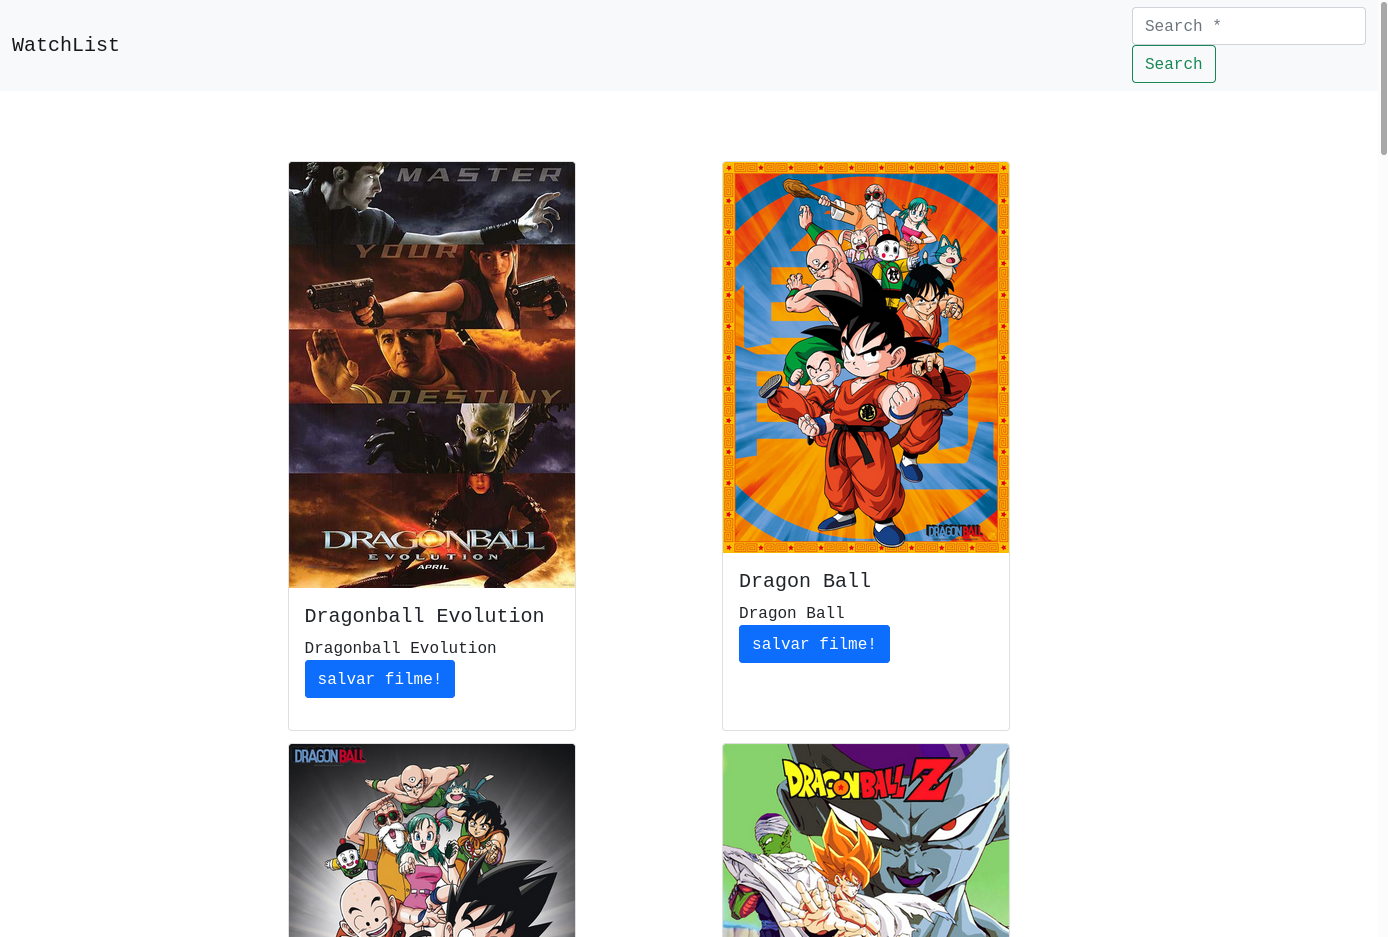 WatchList
Search *
Search
MASTER
YOUR
DESTINY
DRAGONBALL
EVOLUTION
APRIL
Dragonball Evolution
Dragonball Evolution
salvar filme!
DRAGON BALL
Dragon Ball
Dragon Ball
salvar filme!
DRAGON BALL
DRAGON BALL Z